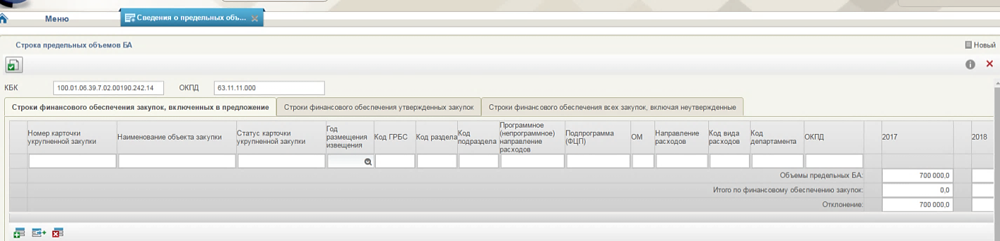 Меню
Сведения о предельных объ...
Строка предельных объемов БА
Новый
КБК
100.01.06.39.7.02.00190.242.14
ОКПД
63.11.11.000
Строки финансового обеспечения закупок, включенных в предложение
Строки финансового обеспечения утвержденных закупок
Строки финансового обеспечения всех закупок, включая неутвержденные
Номер карточки
укрупненной закупки
Наименование объекта закупки
Статус карточки
укрупненной закупки
Год
размещения
извещения
Код ГРБС
Код раздела
Код
подраздела
Программное
(непрограммное)
направление
расходов
Подпрограмма
(ФЦП)
ОМ
Направление
расходов
Код вида
расходов
Код
департамента
ОКПД
2017
2018
Объемы предельных БА:
700 000,0
Итого по финансовому обеспечению закупок:
0,0
Отклонение:
700 000,0